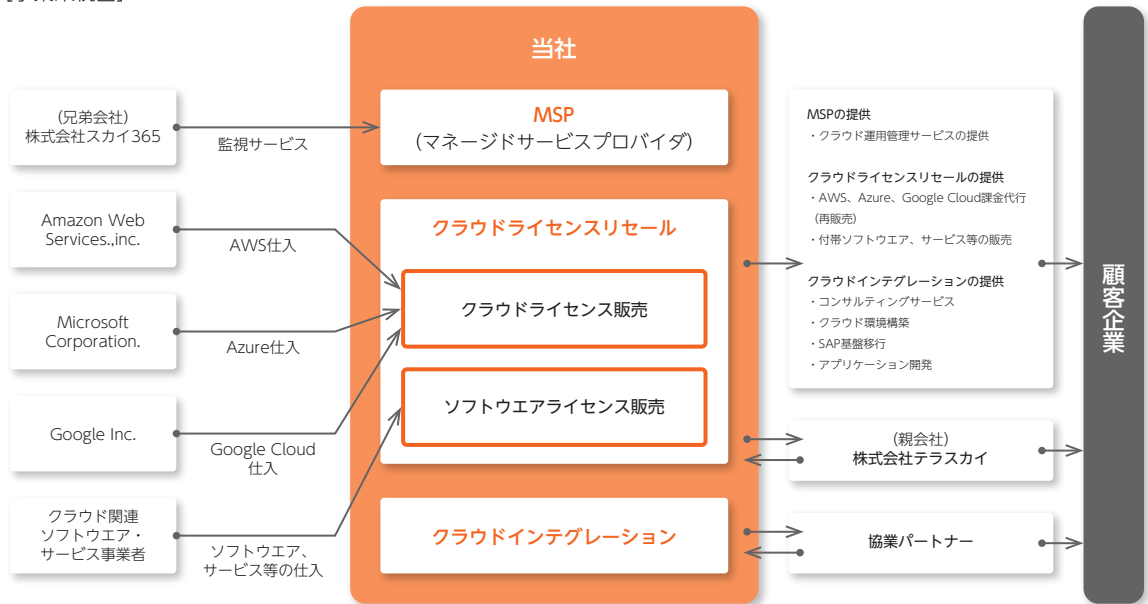 当社
(兄弟会社)
株式会社スカイ365
監視サービス
Amazon Web
Services.,inc.
AWS仕入
Microsoft
Corporation.
Azure仕入
Google Inc.
Google Cloud
仕入
クラウド関連
ソフトウエア・
サービス事業者
ソフトウエア、
サービス等の仕入
MSP
(マネージドサービスプロバイダ)
クラウドライセンスリセール
クラウドライセンス販売
ソフトウエアライセンス販売
クラウドインテグレーション
MSPの提供
・クラウド運用管理サービスの提供
クラウドライセンスリセールの提供
・AWS、Azure、Google Cloud課金代行
(再販売)
・付帯ソフトウエア、サービス等の販売
クラウドインテグレーションの提供
・コンサルティングサービス
・クラウド環境構築
・SAP基盤移行
・アプリケーション開発
(親会社)
株式会社テラスカイ
協業パートナー
顧客企業